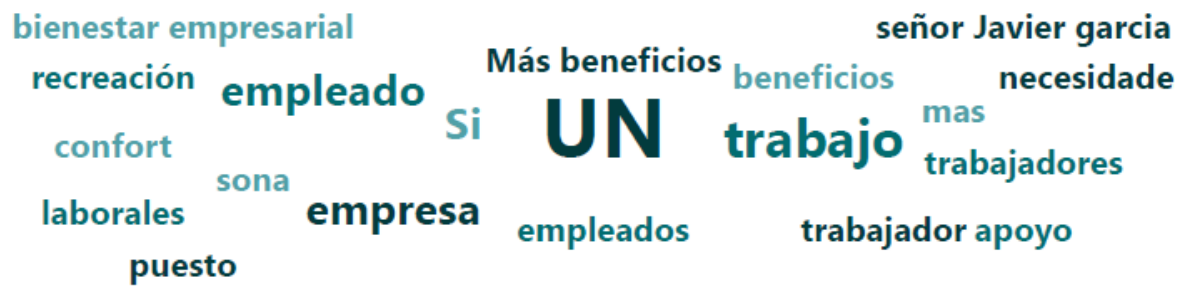 bienestar empresarial
señor Javier garcia
Más beneficios
recreación
empleado
beneficios
necesidade
Si
UN
trabajo
mas
confort
trabajadores
sona
laborales
empresa
empleados
trabajador
apoyo
puesto